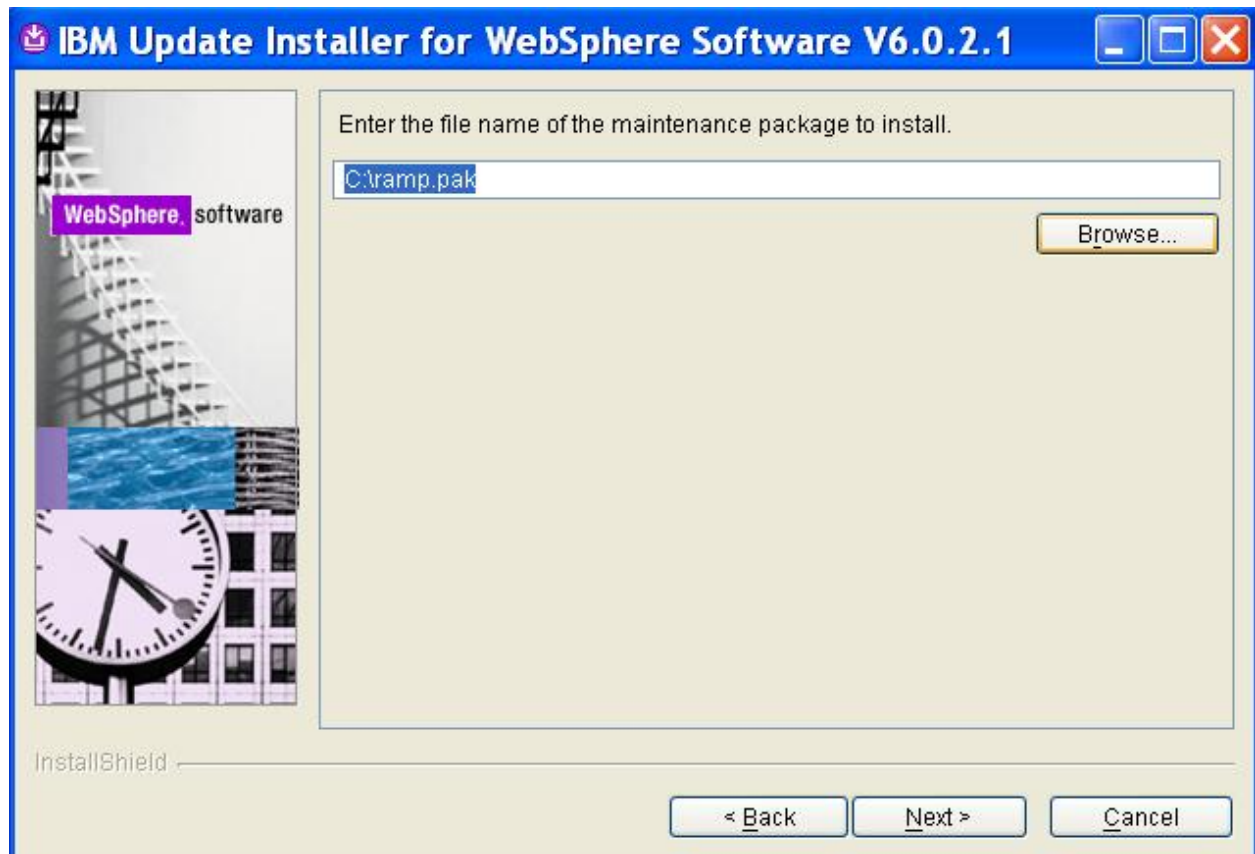 IBM Update Installer for WebSphere Software V6.0.2.1
Enter the file name of the maintenance package to install.
C:\ramp.pak
Browse...
WebSphere. software
InstallShield
< Back
Next >
Cancel